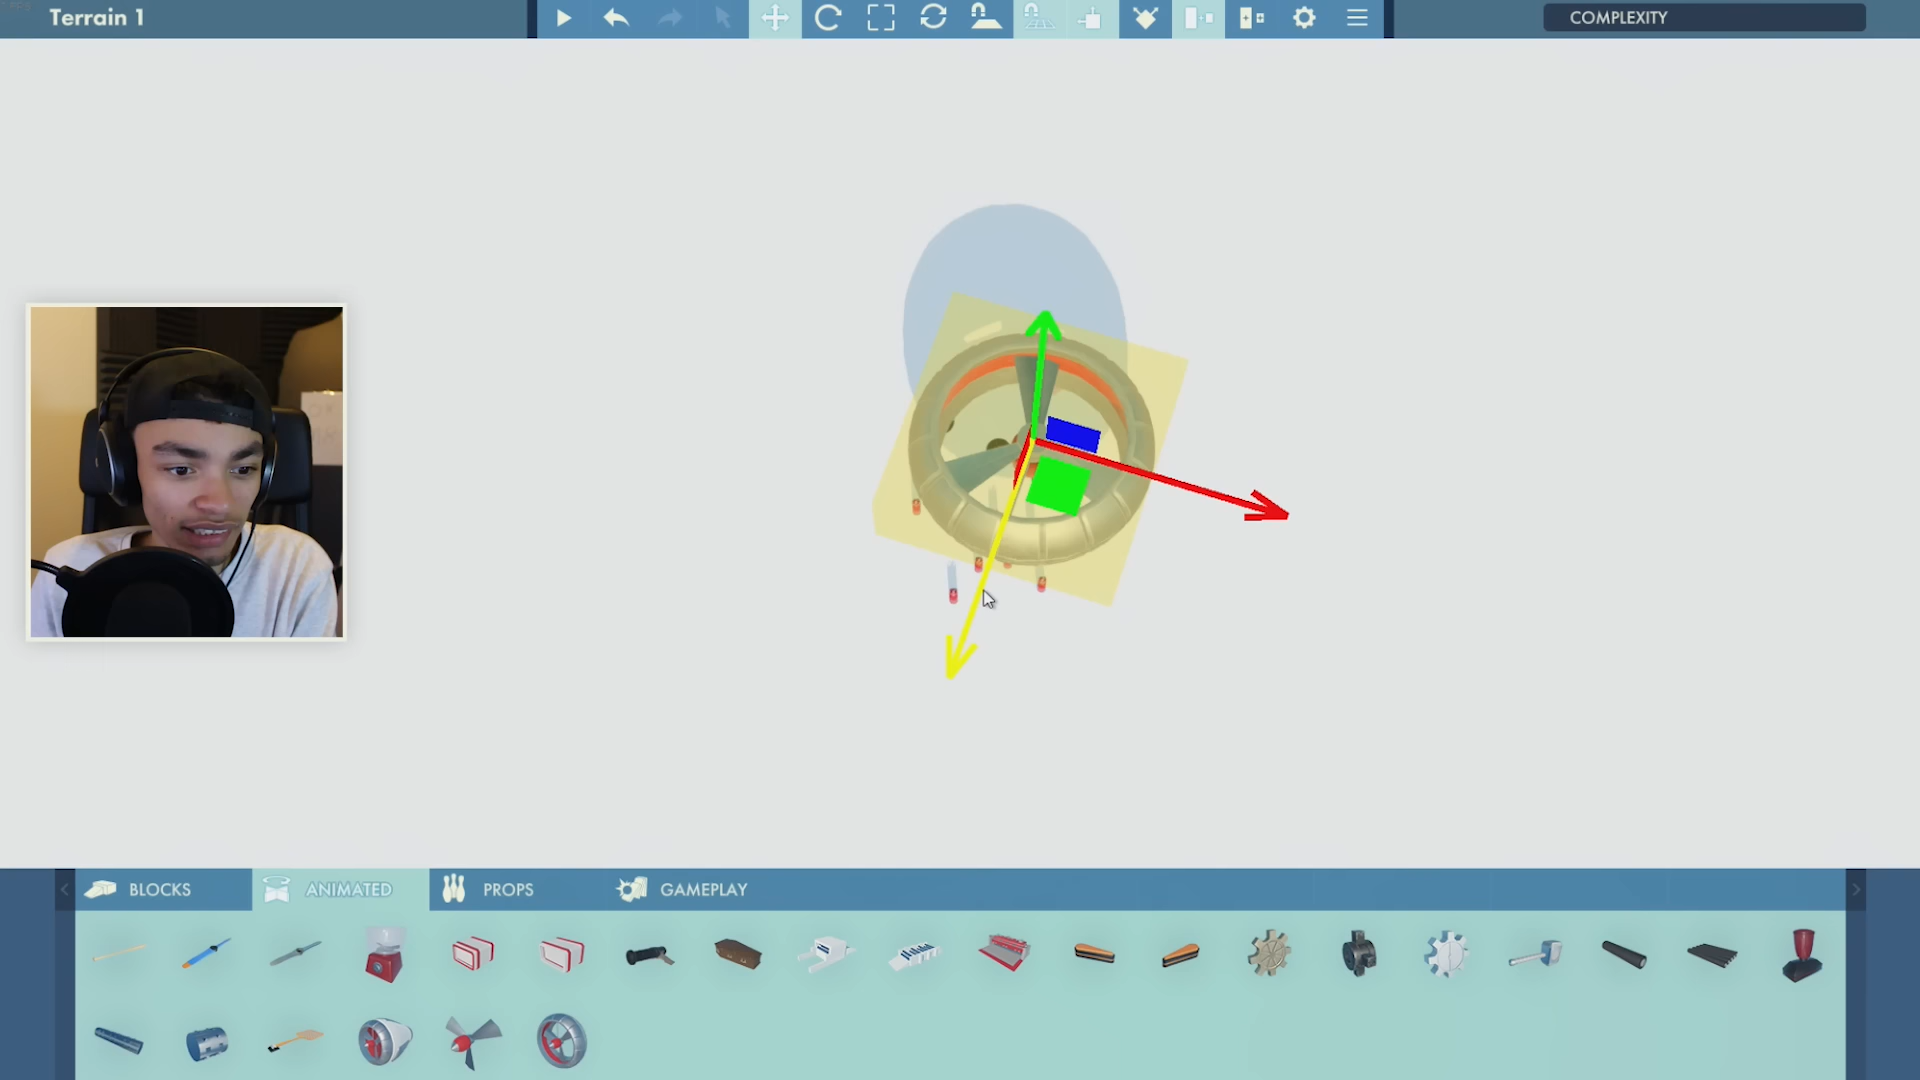 Terrain 1
COMPLEXITY
BLOCKS
ANIMATED
PROPS
GAMEPLAY